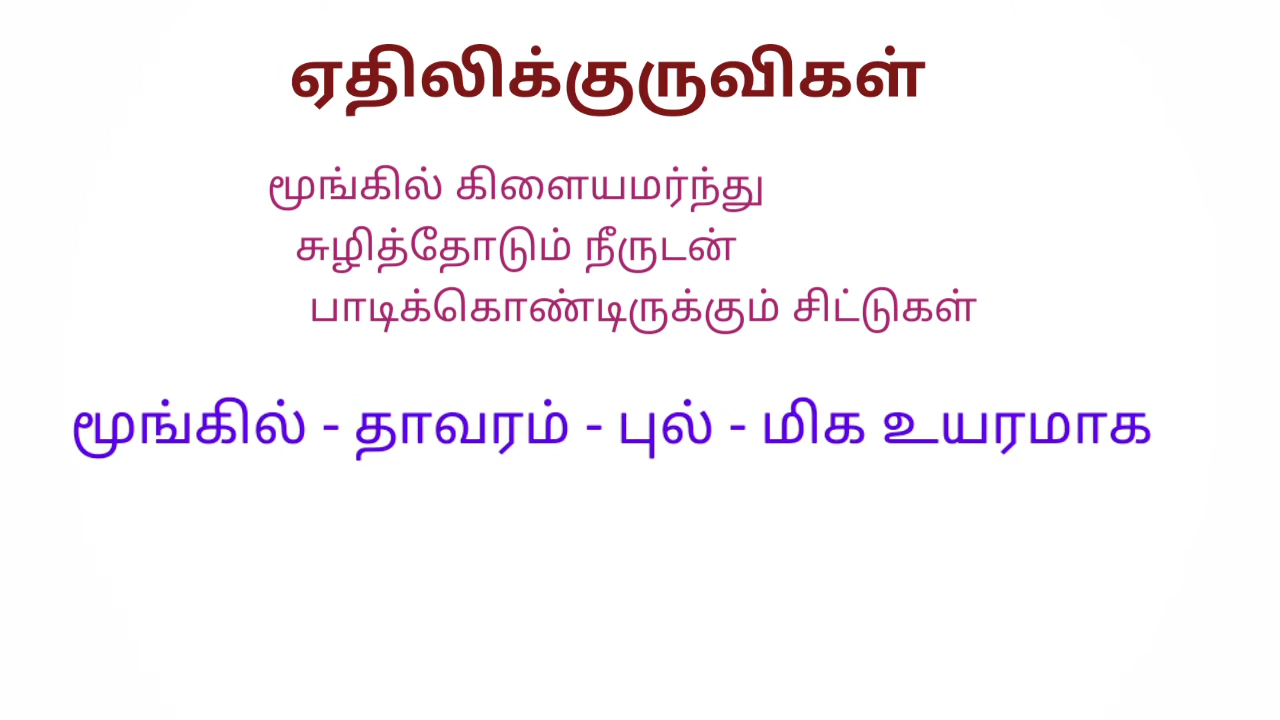 ஏதிலிக்குருவிகள்
மூங்கில் கிளையமர்ந்து
சுழித்தோடும் நீருடன்
பாடிக்கொண்டிருக்கும் சிட்டுகள்
மூங்கில் - தாவரம் - புல் - மிக உயரமாக